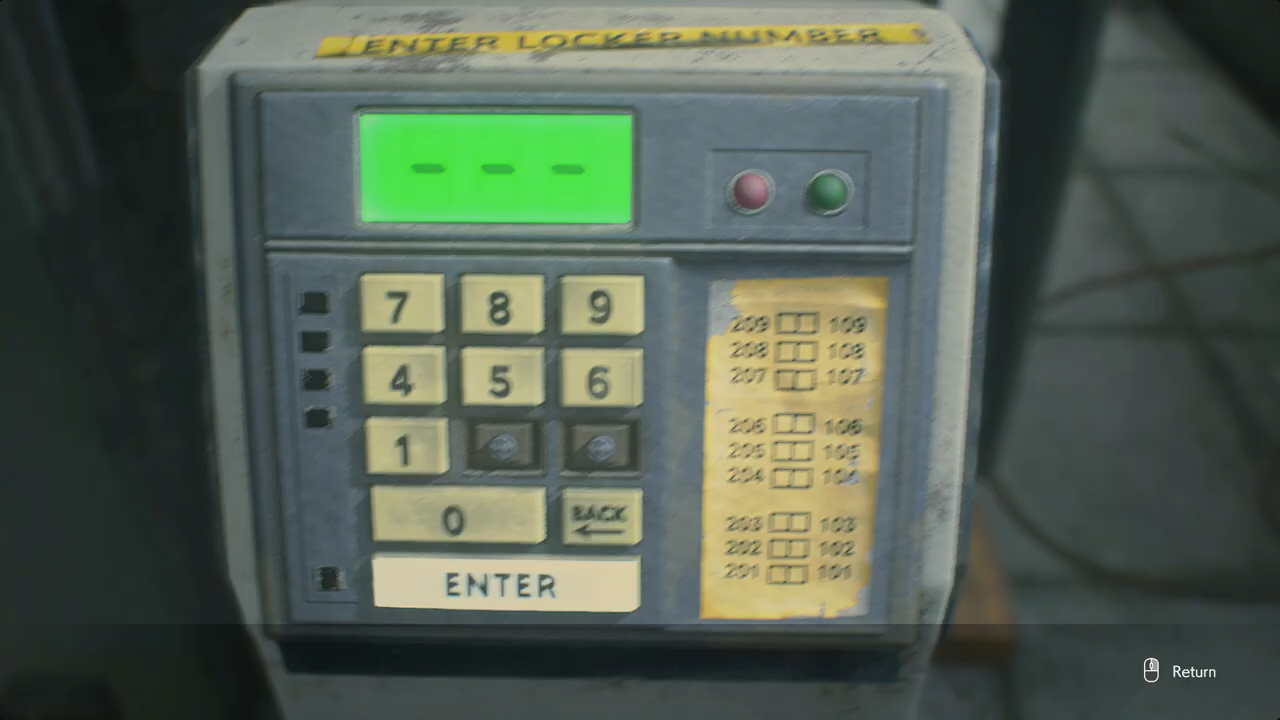 ENTER LOCKER NUMBER
- - -
7 8 9
4 5 6
1
0 BACK
ENTER
209 109
208 108
207 107
206 106
205 105
204 104
203 103
202 102
201 101
Return